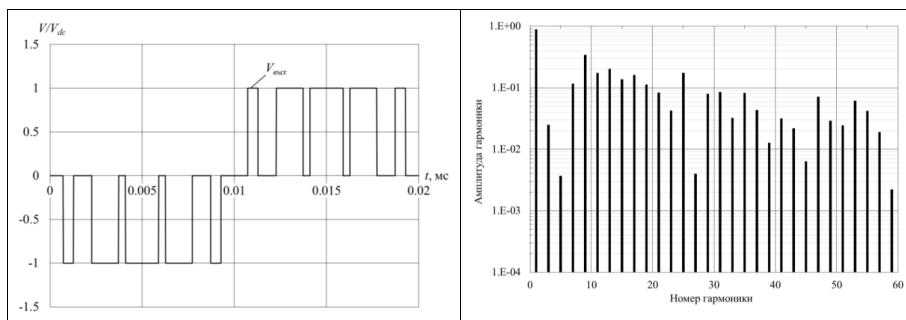 V/Vdc
1.5
1
0.5
0
-0.5
-1
-1.5
Vвых
0
0.005
0.01
0.015
0.02
t, мс
1.E+00
1.E-01
1.E-02
1.E-03
1.E-04
Амплитуда гармоники
0
10
20
30
40
50
60
Номер гармоники